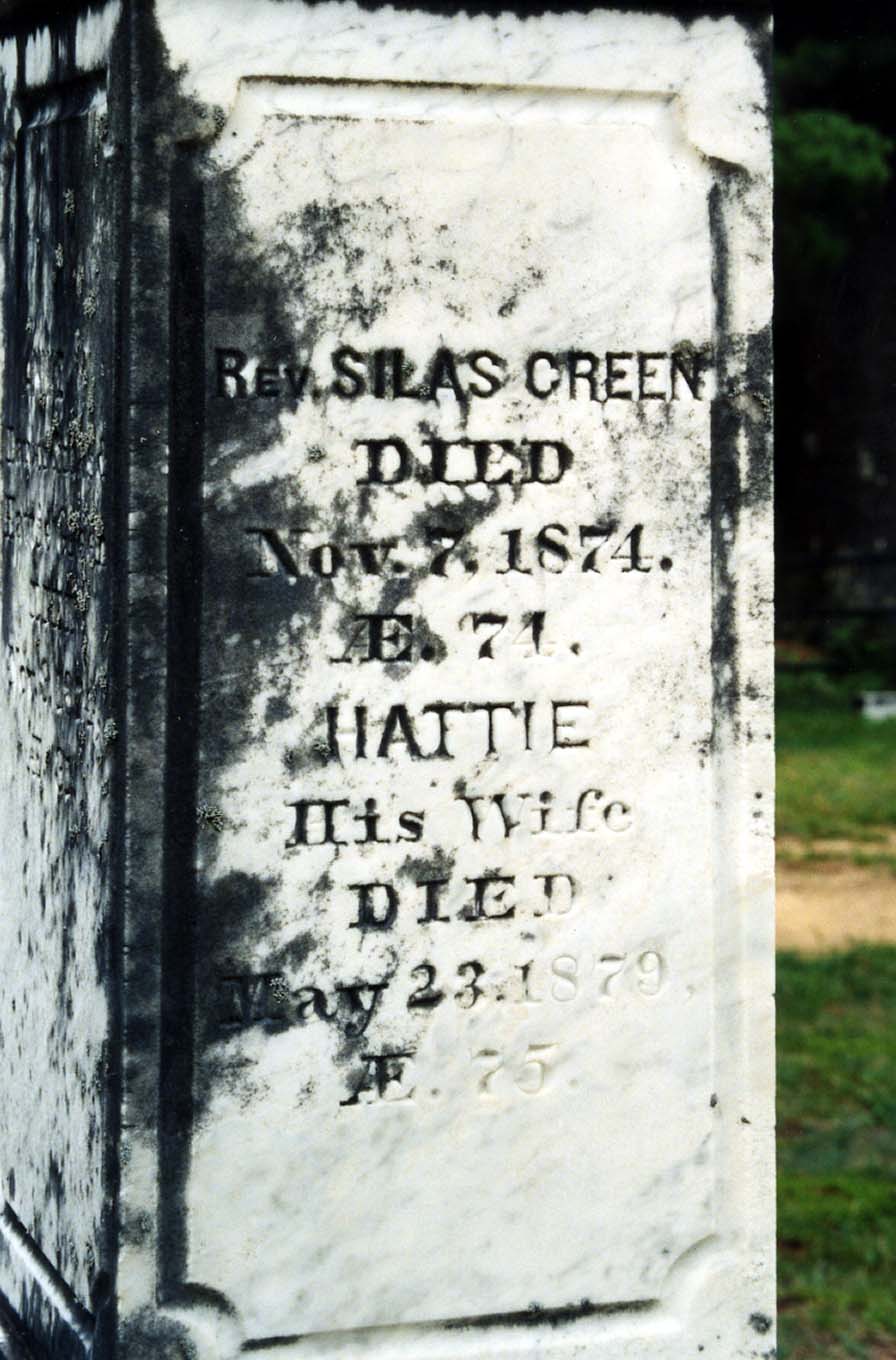 REV. SILAS GREEN
DIED
Nov. 7, 1874.
Æ. 74.
HATTIE
His Wife
DIED
May 23. 1879.
Æ. 75.